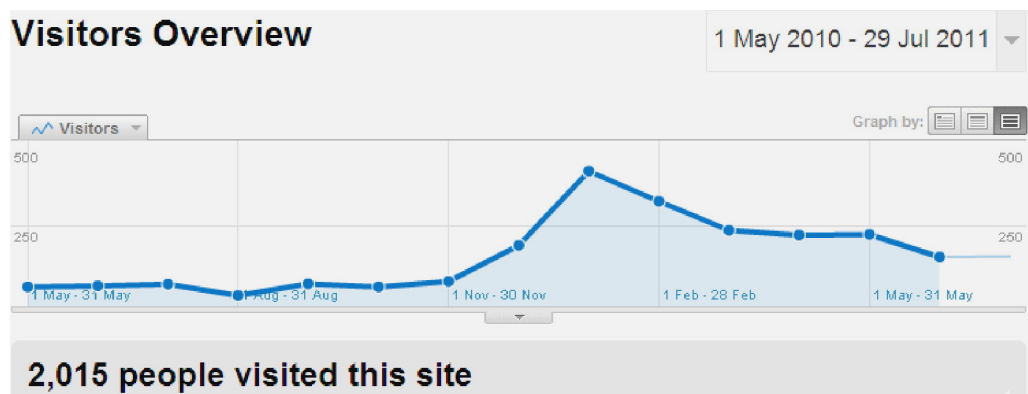 Visitors Overview
1 May 2010 - 29 Jul 2011
Visitors
Graph by:
500 500
250 250
1 May - 31 May 1 Aug - 31 Aug 1 Nov - 30 Nov 1 Feb - 28 Feb 1 May - 31 May
2,015 people visited this site